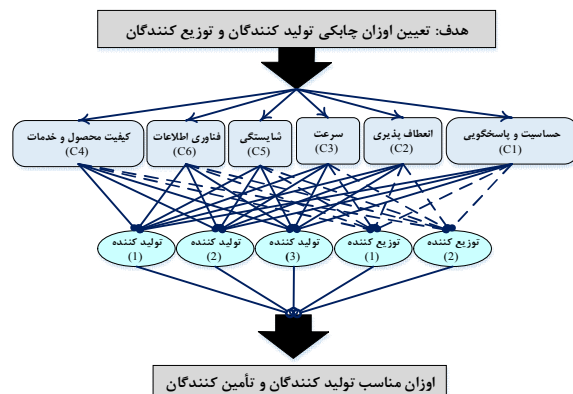 هدف: تعیین اوزان چابکی تولید کنندگان و توزیع کنندگان
حساسیت و پاسخگویی
(C1)
انعطاف پذیری
(C2)
سرعت
(C3)
شایستگی
(C5)
فناوری اطلاعات
(C6)
کیفیت محصول و خدمات
(C4)
توزیع کننده
(2)
توزیع کننده
(1)
تولید کننده
(3)
تولید کننده
(2)
تولید کننده
(1)
اوزان مناسب تولید کنندگان و تأمین کنندگان